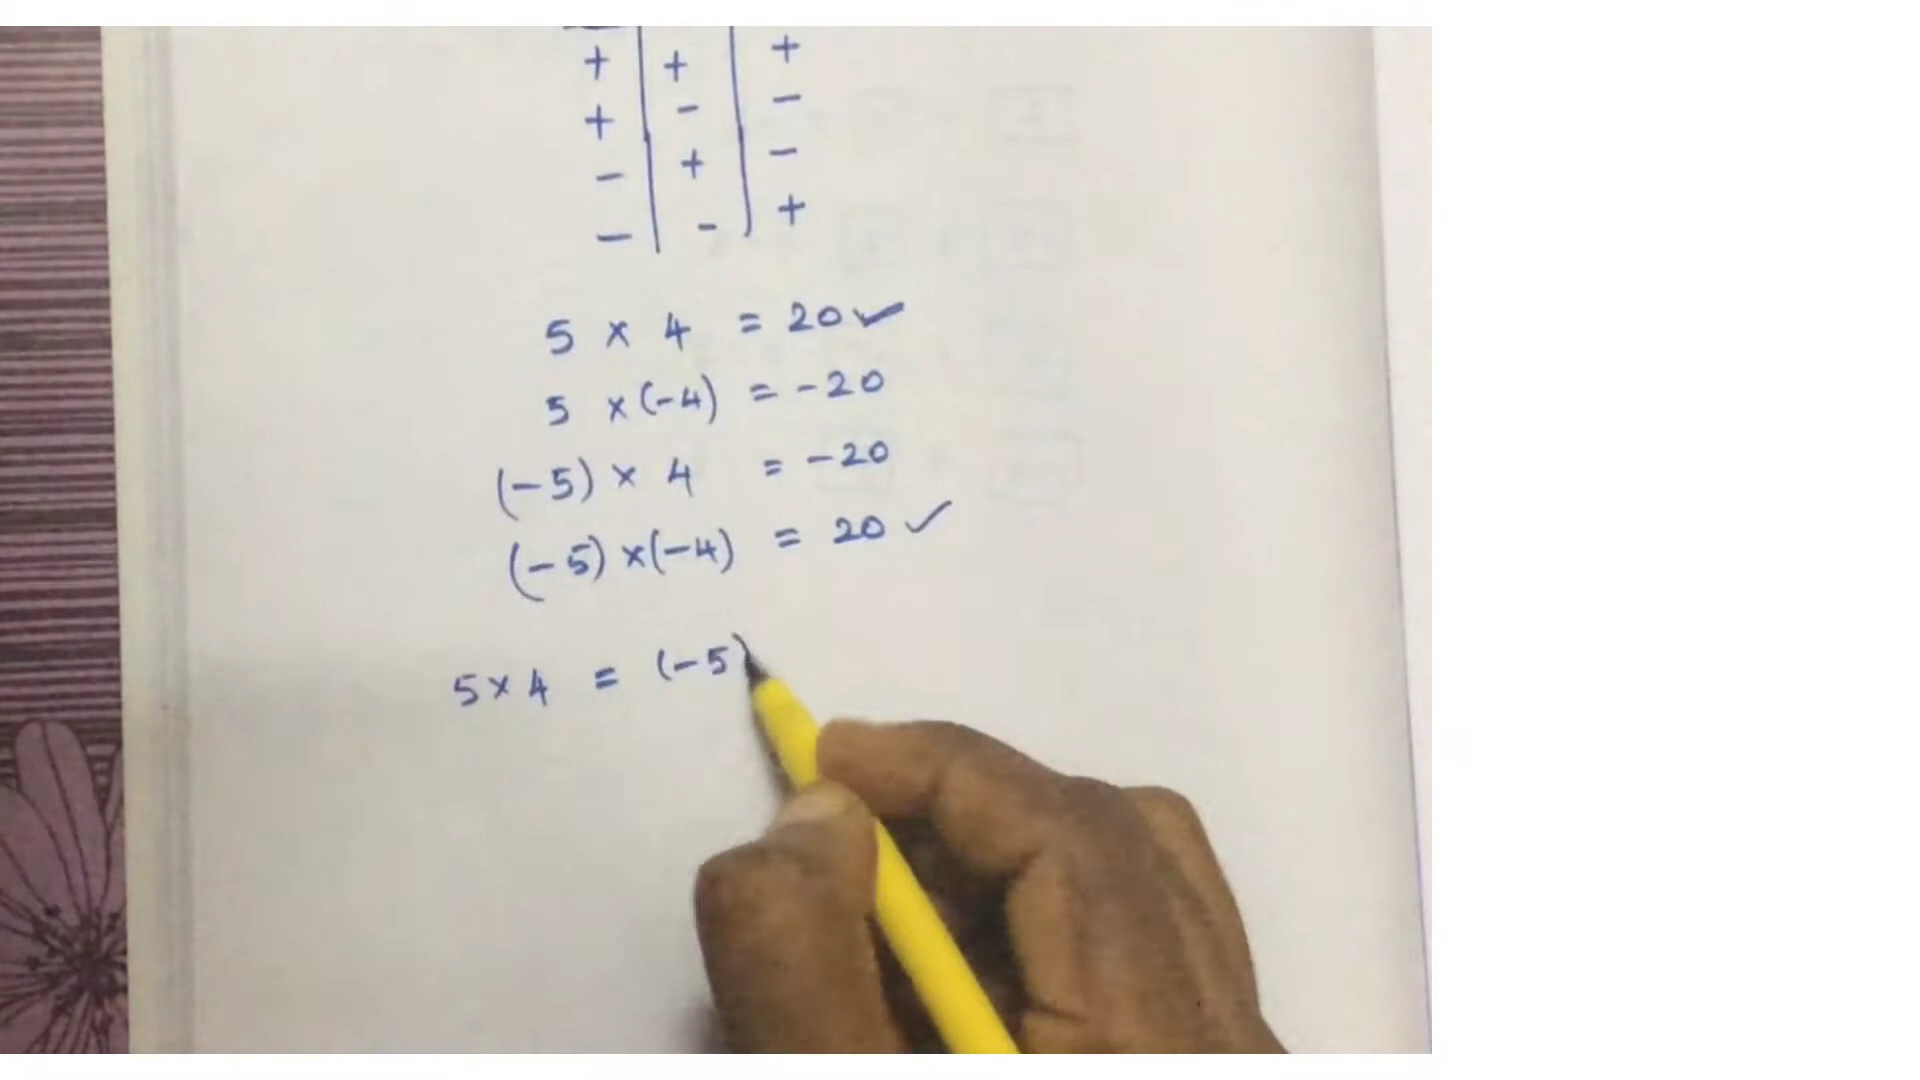 + | + | +
+ | - | -
- | + | -
- | - | +
5 × 4 = 20 ✓
5 × (-4) = -20
(-5) × 4 = -20
(-5) × (-4) = 20 ✓
5 × 4 = (-5)